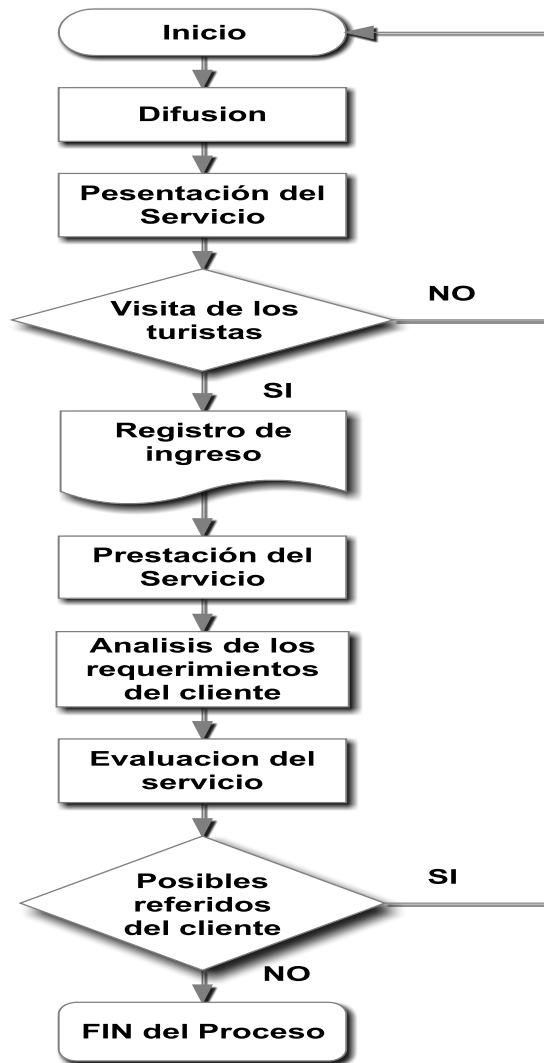 Inicio
Difusion
Pesentación del
Servicio
Visita de los
turistas
NO
SI
Registro de
ingreso
Prestación del
Servicio
Analisis de los
requerimientos
del cliente
Evaluacion del
servicio
Posibles
referidos
del cliente
SI
NO
FIN del Proceso